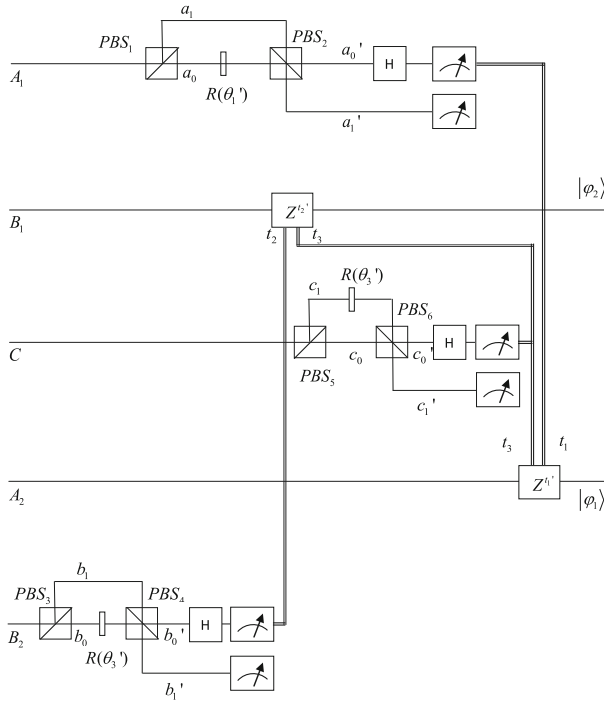 a₁
PBS₁
PBS₂
A₁
a₀
R(θ₁')
a₀'
H
a₁'
|φ₂⟩
B₁
Z^{t₂'}
t₂
t₃
R(θ₃')
c₁
PBS₆
C
PBS₅
c₀
c₀'
H
c₁'
t₃
t₁
A₂
Z^{t₁'}
|φ₁⟩
b₁
PBS₃
PBS₄
B₂
b₀
R(θ₃')
b₀'
H
b₁'